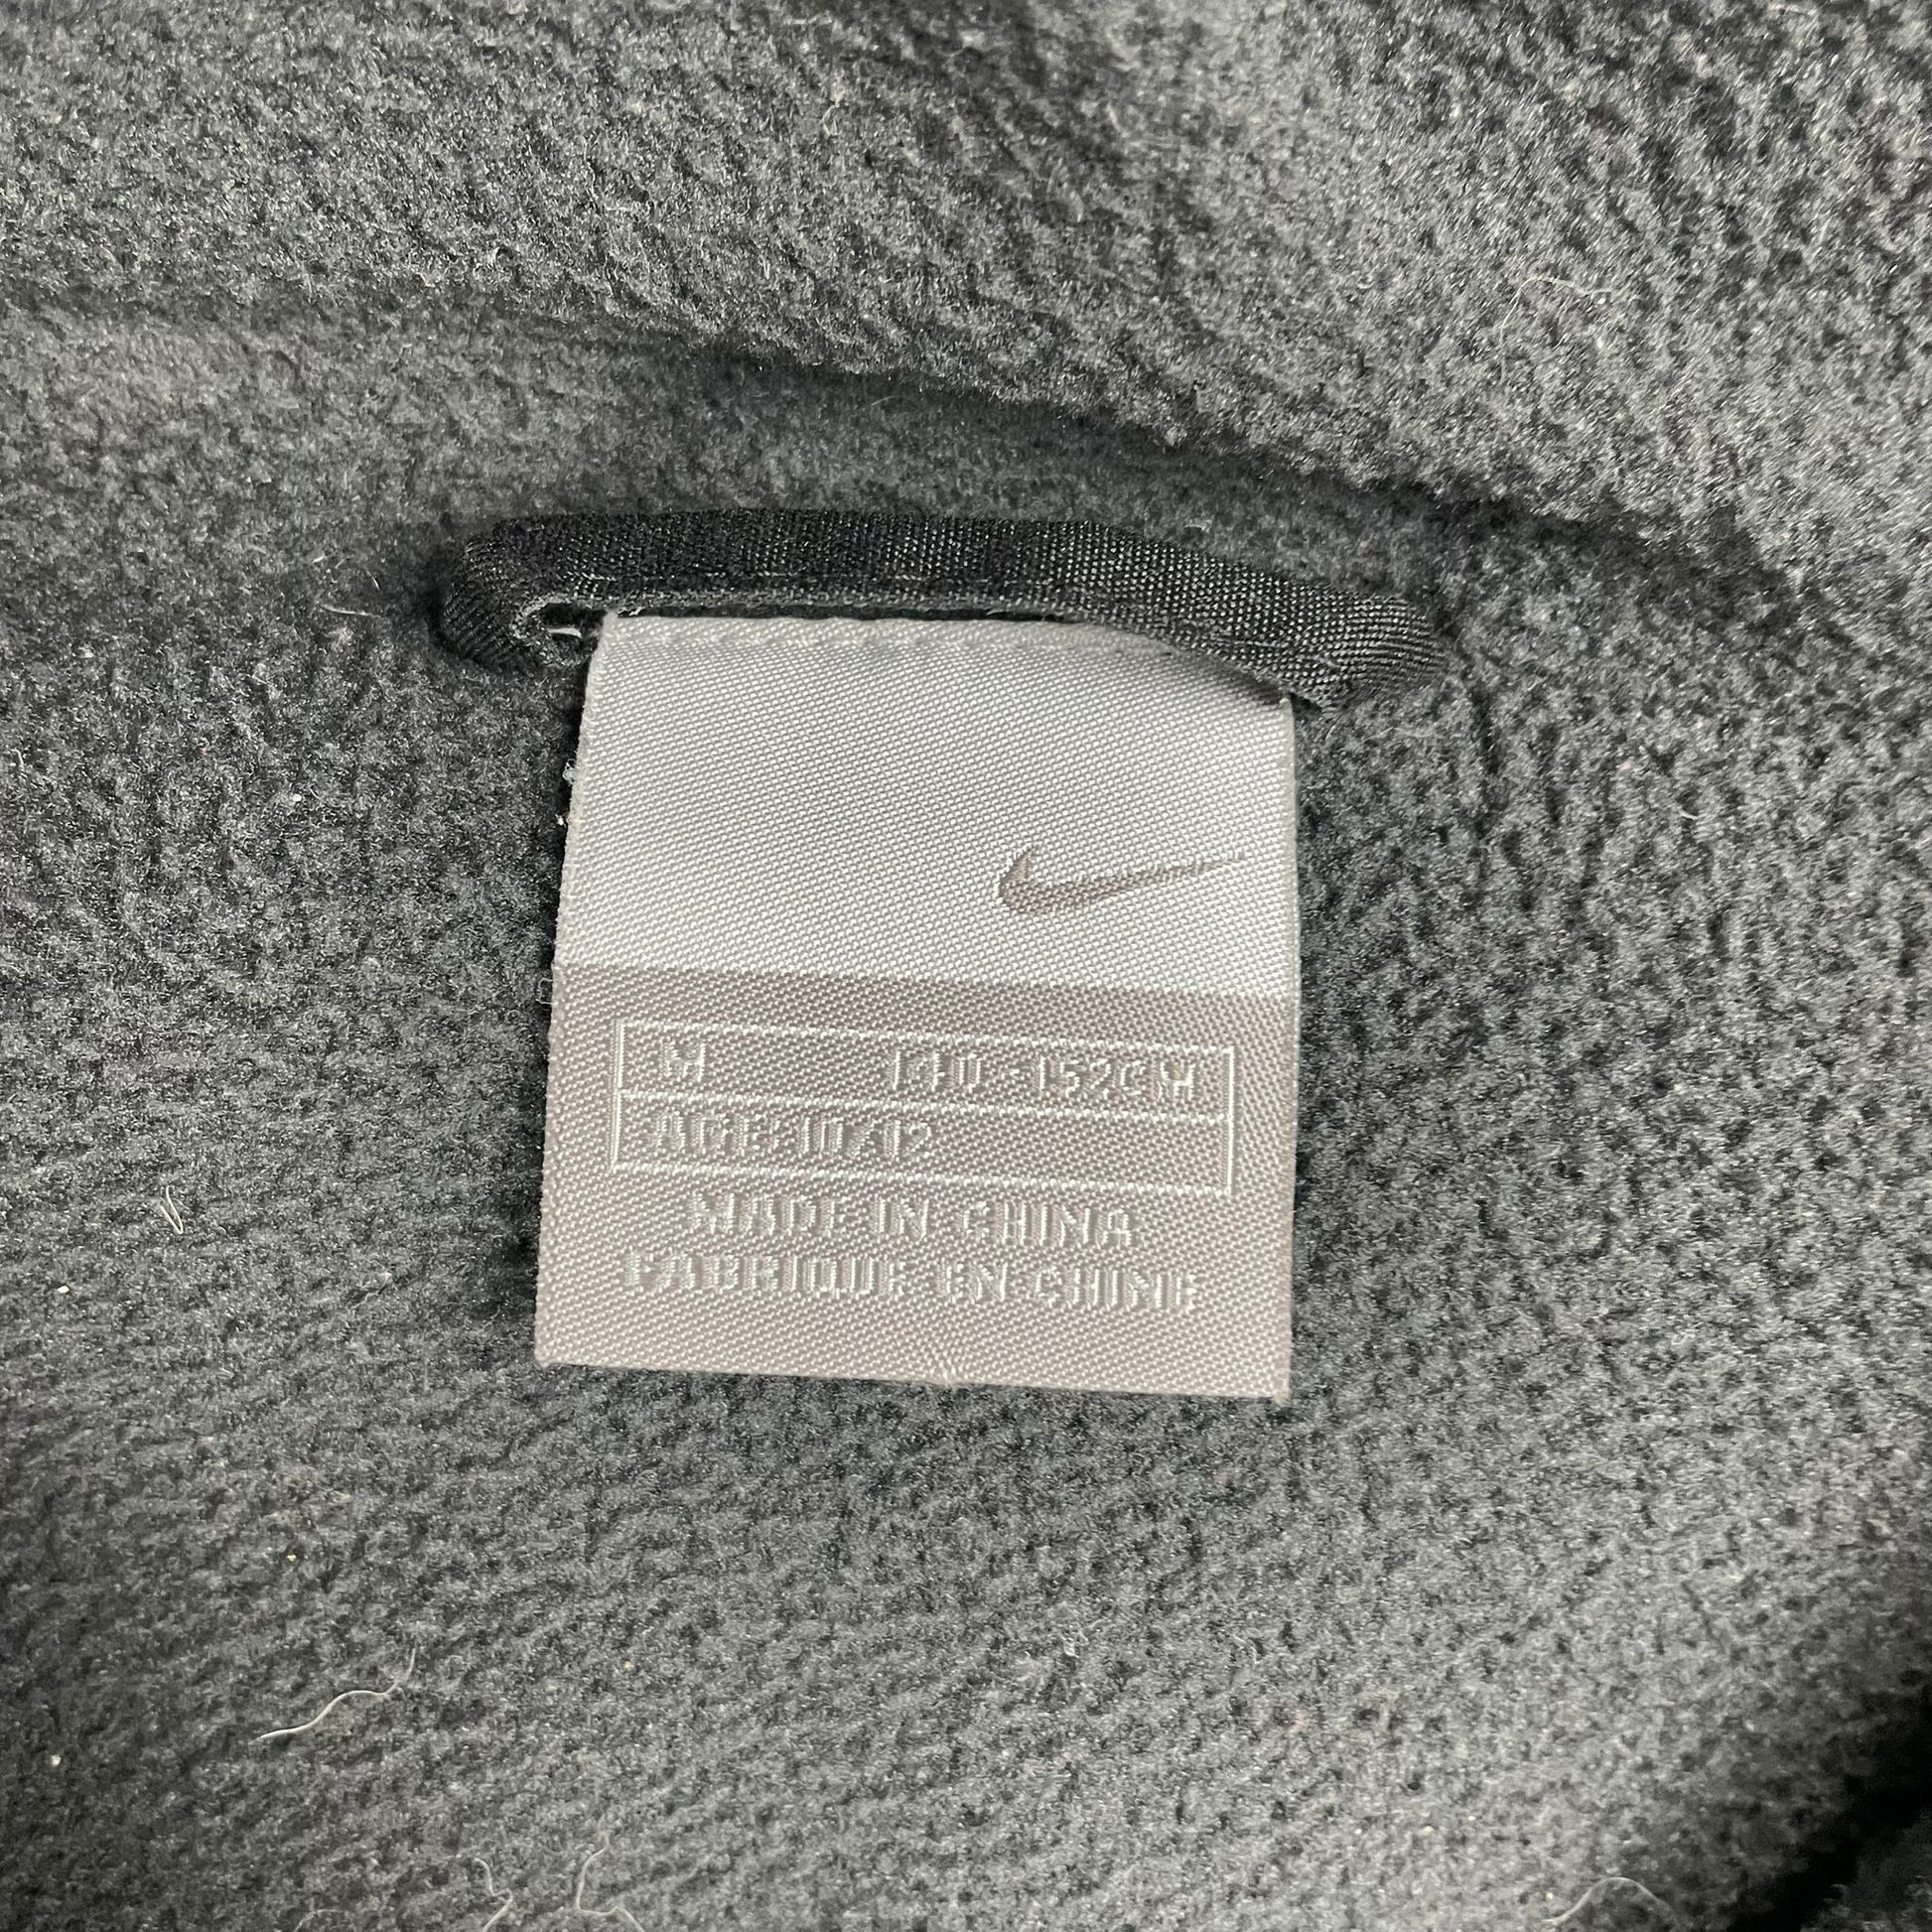 M 140-152CM
AGE: 10/12
MADE IN CHINA
FABRIQUE EN CHINE